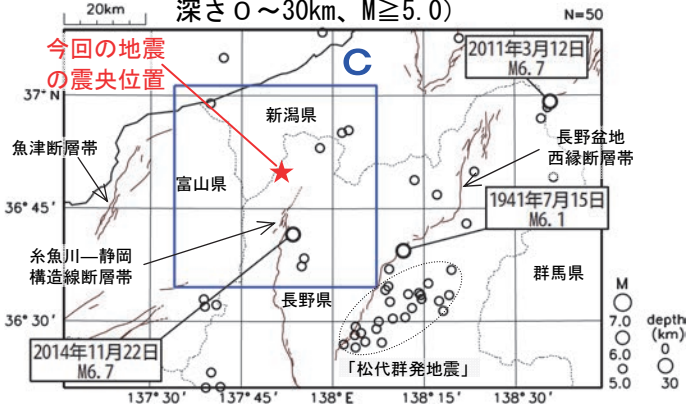 深さ０～30km、M≧5.0)
20km
N=50
今回の地震
の震央位置
C
2011年3月12日
M6.7
37°N
新潟県
魚津断層帯
長野盆地
西縁断層帯
富山県
36°45'
1941年7月15日
M6.1
糸魚川―静岡
構造線断層帯
群馬県
長野県
M
7.0
6.0
5.0
depth
(km)
0
30
36°30'
2014年11月22日
M6.7
「松代群発地震」
137°30'
137°45'
138°E
138°15'
138°30'